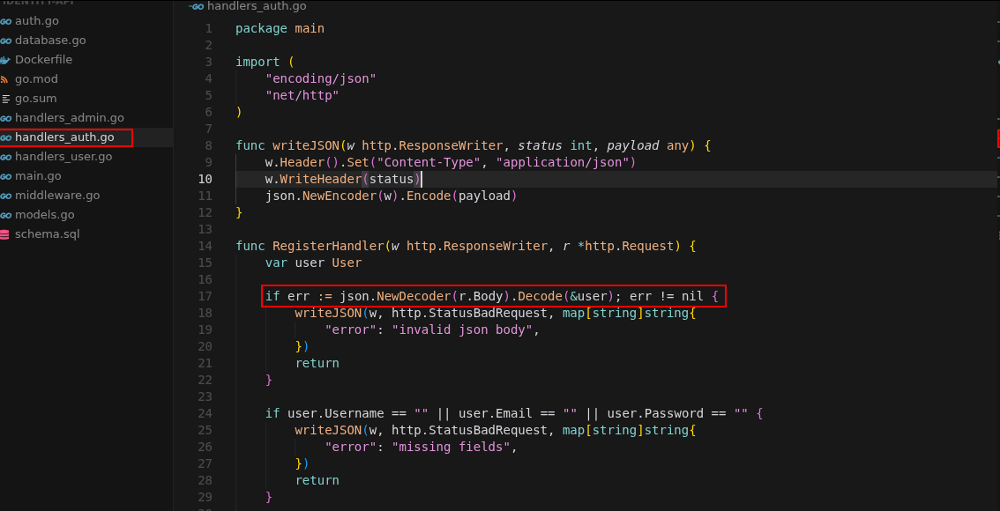 IDENTITY-API
auth.go
database.go
Dockerfile
go.mod
go.sum
handlers_admin.go
handlers_auth.go
handlers_user.go
main.go
middleware.go
models.go
schema.sql
handlers_auth.go
1 package main
2
3 import (
4 "encoding/json"
5 "net/http"
6 )
7
8 func writeJSON(w http.ResponseWriter, status int, payload any) {
9 w.Header().Set("Content-Type", "application/json")
10 w.WriteHeader(status)
11 json.NewEncoder(w).Encode(payload)
12 }
13
14 func RegisterHandler(w http.ResponseWriter, r *http.Request) {
15 var user User
16
17 if err := json.NewDecoder(r.Body).Decode(&user); err != nil {
18 writeJSON(w, http.StatusBadRequest, map[string]string{
19 "error": "invalid json body",
20 })
21 return
22 }
23
24 if user.Username == "" || user.Email == "" || user.Password == "" {
25 writeJSON(w, http.StatusBadRequest, map[string]string{
26 "error": "missing fields",
27 })
28 return
29 }